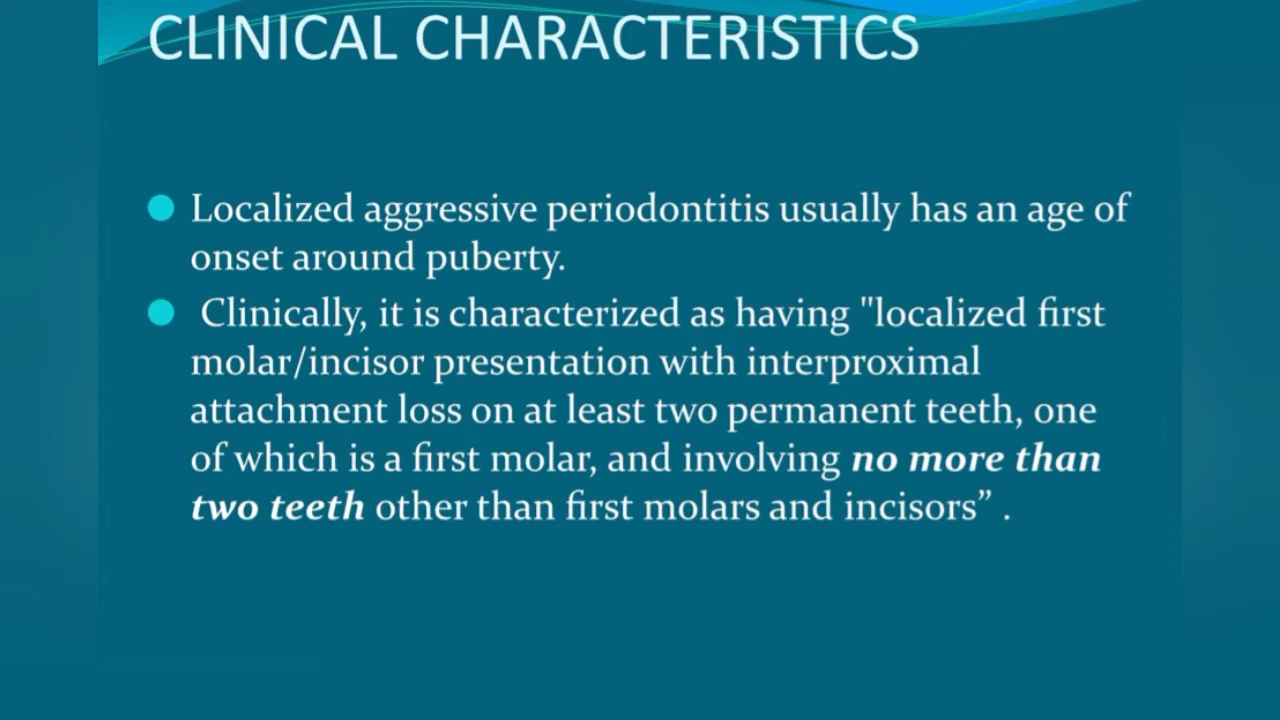 CLINICAL CHARACTERISTICS
Localized aggressive periodontitis usually has an age of
onset around puberty.
Clinically, it is characterized as having "localized first
molar/incisor presentation with interproximal
attachment loss on at least two permanent teeth, one
of which is a first molar, and involving no more than
two teeth other than first molars and incisors” .